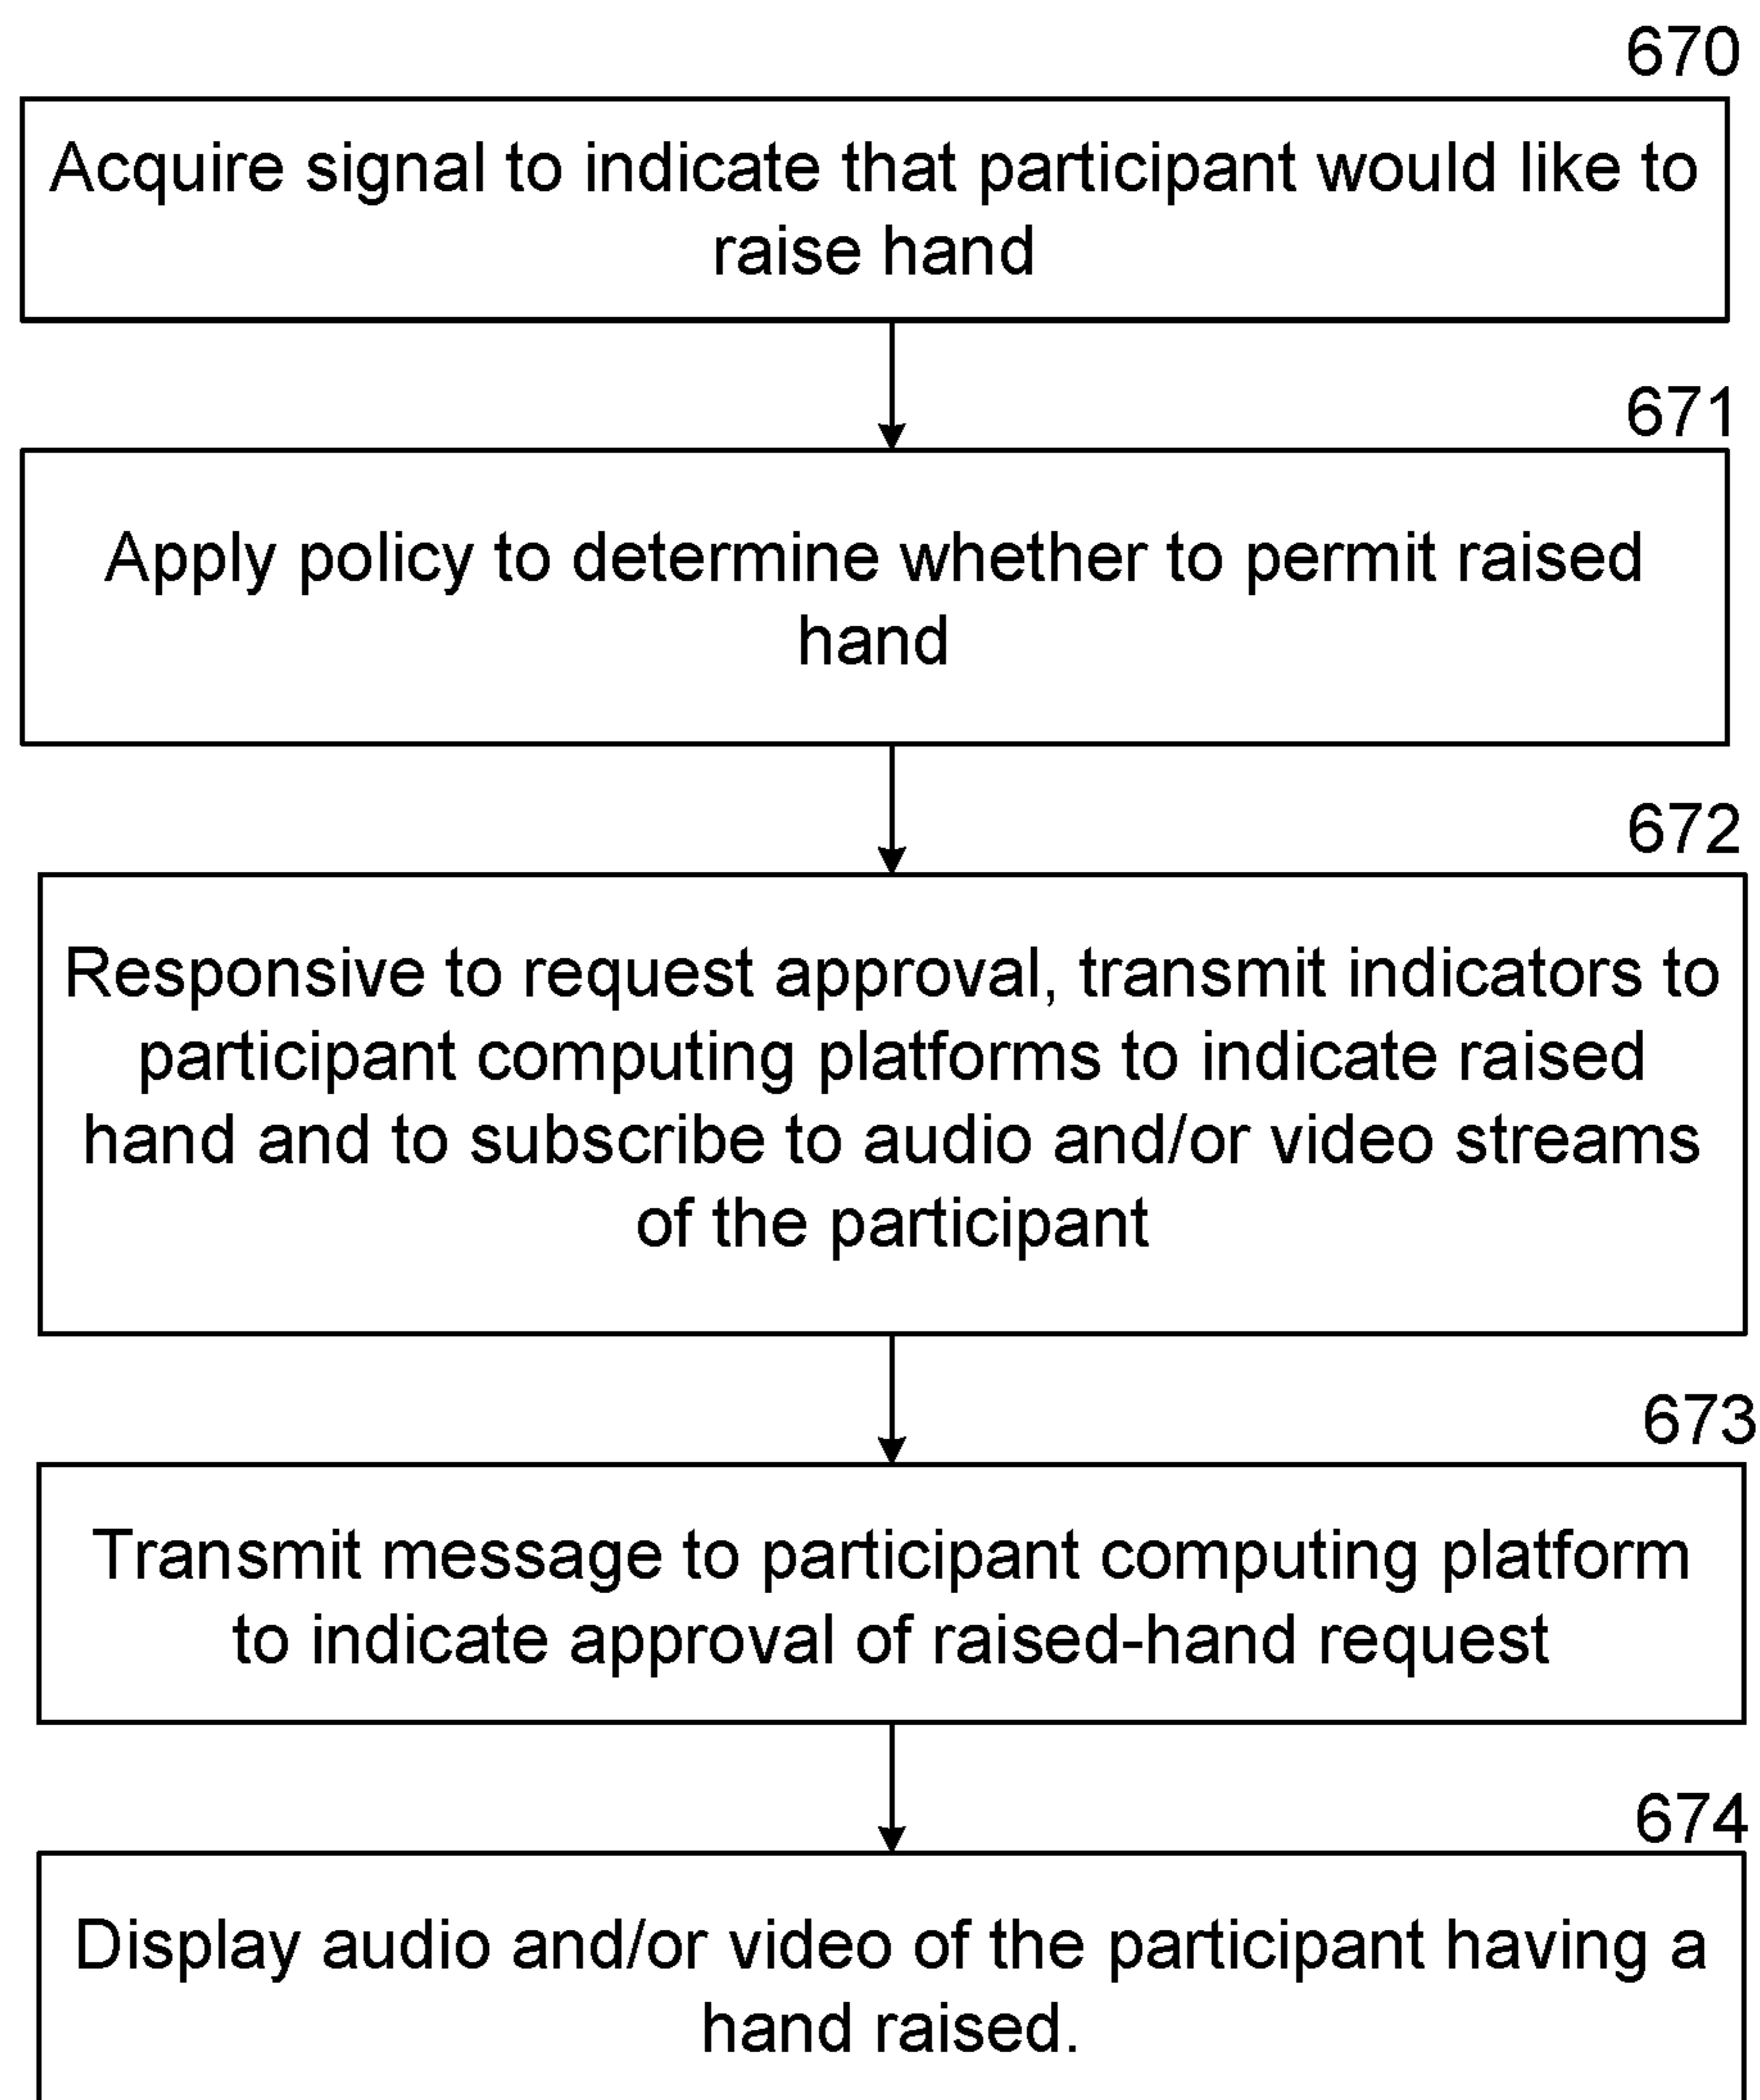 670
Acquire signal to indicate that participant would like to
raise hand
671
Apply policy to determine whether to permit raised
hand
672
Responsive to request approval, transmit indicators to
participant computing platforms to indicate raised
hand and to subscribe to audio and/or video streams
of the participant
673
Transmit message to participant computing platform
to indicate approval of raised-hand request
674
Display audio and/or video of the participant having a
hand raised.